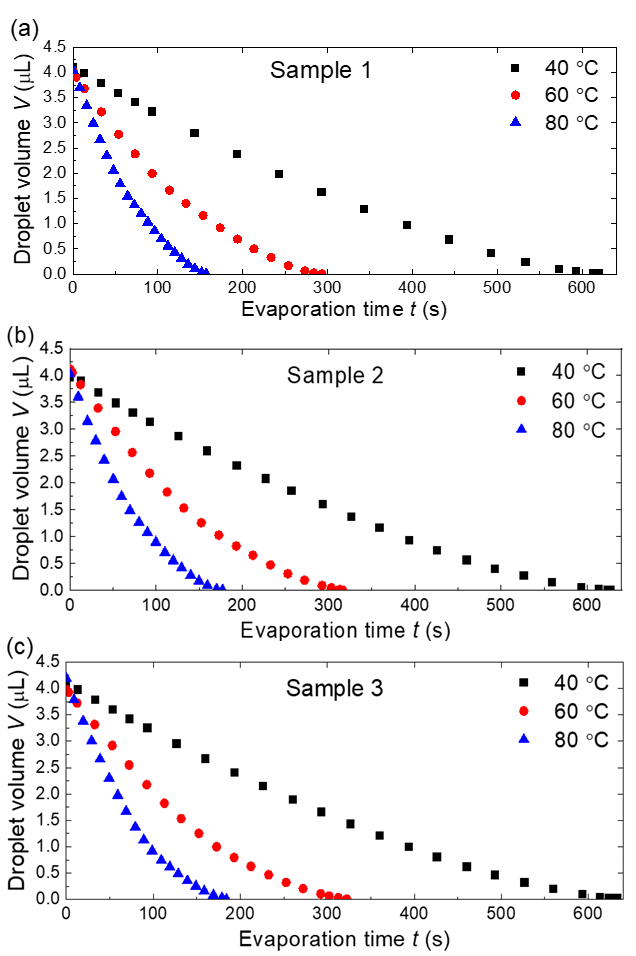 (a)
Sample 1
40 °C
60 °C
80 °C
Droplet volume V (μL)
4.5
4.0
3.5
3.0
2.5
2.0
1.5
1.0
0.5
0.0
0 100 200 300 400 500 600
Evaporation time t (s)
(b)
Sample 2
40 °C
60 °C
80 °C
Droplet volume V (μL)
4.5
4.0
3.5
3.0
2.5
2.0
1.5
1.0
0.5
0.0
0 100 200 300 400 500 600
Evaporation time t (s)
(c)
Sample 3
40 °C
60 °C
80 °C
Droplet volume V (μL)
4.5
4.0
3.5
3.0
2.5
2.0
1.5
1.0
0.5
0.0
0 100 200 300 400 500 600
Evaporation time t (s)